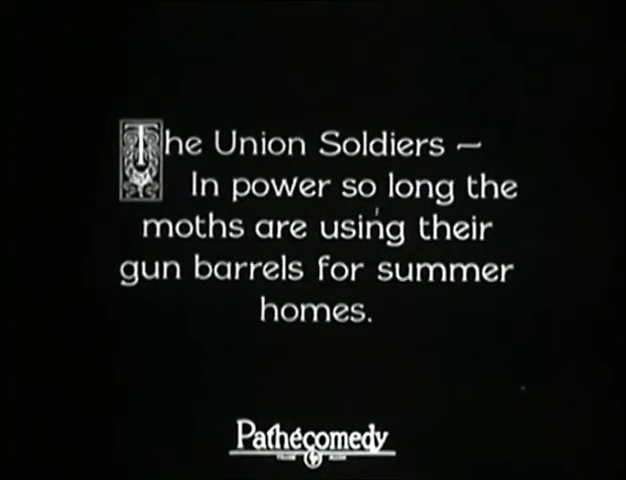 The Union Soldiers —
In power so long the
moths are using their
gun barrels for summer
homes.
Pathécomedy